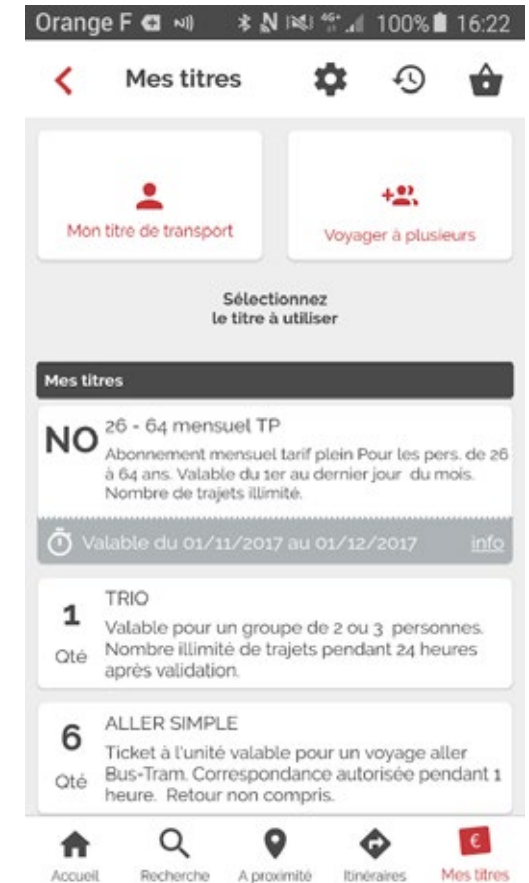 Orange F 4G+ 100% 16:22
Mes titres
Mon titre de transport
Voyager à plusieurs
Sélectionnez
le titre à utiliser
Mes titres
NO
26 - 64 mensuel TP
Abonnement mensuel tarif plein Pour les pers. de 26
à 64 ans. Valable du 1er au dernier jour du mois.
Nombre de trajets illimité.
Valable du 01/11/2017 au 01/12/2017 info
1
Qté
TRIO
Valable pour un groupe de 2 ou 3 personnes.
Nombre illimité de trajets pendant 24 heures
après validation.
6
Qté
ALLER SIMPLE
Ticket à l'unité valable pour un voyage aller
Bus-Tram. Correspondance autorisée pendant 1
heure. Retour non compris.
€
Accueil Recherche A proximité Itinéraires Mes titres